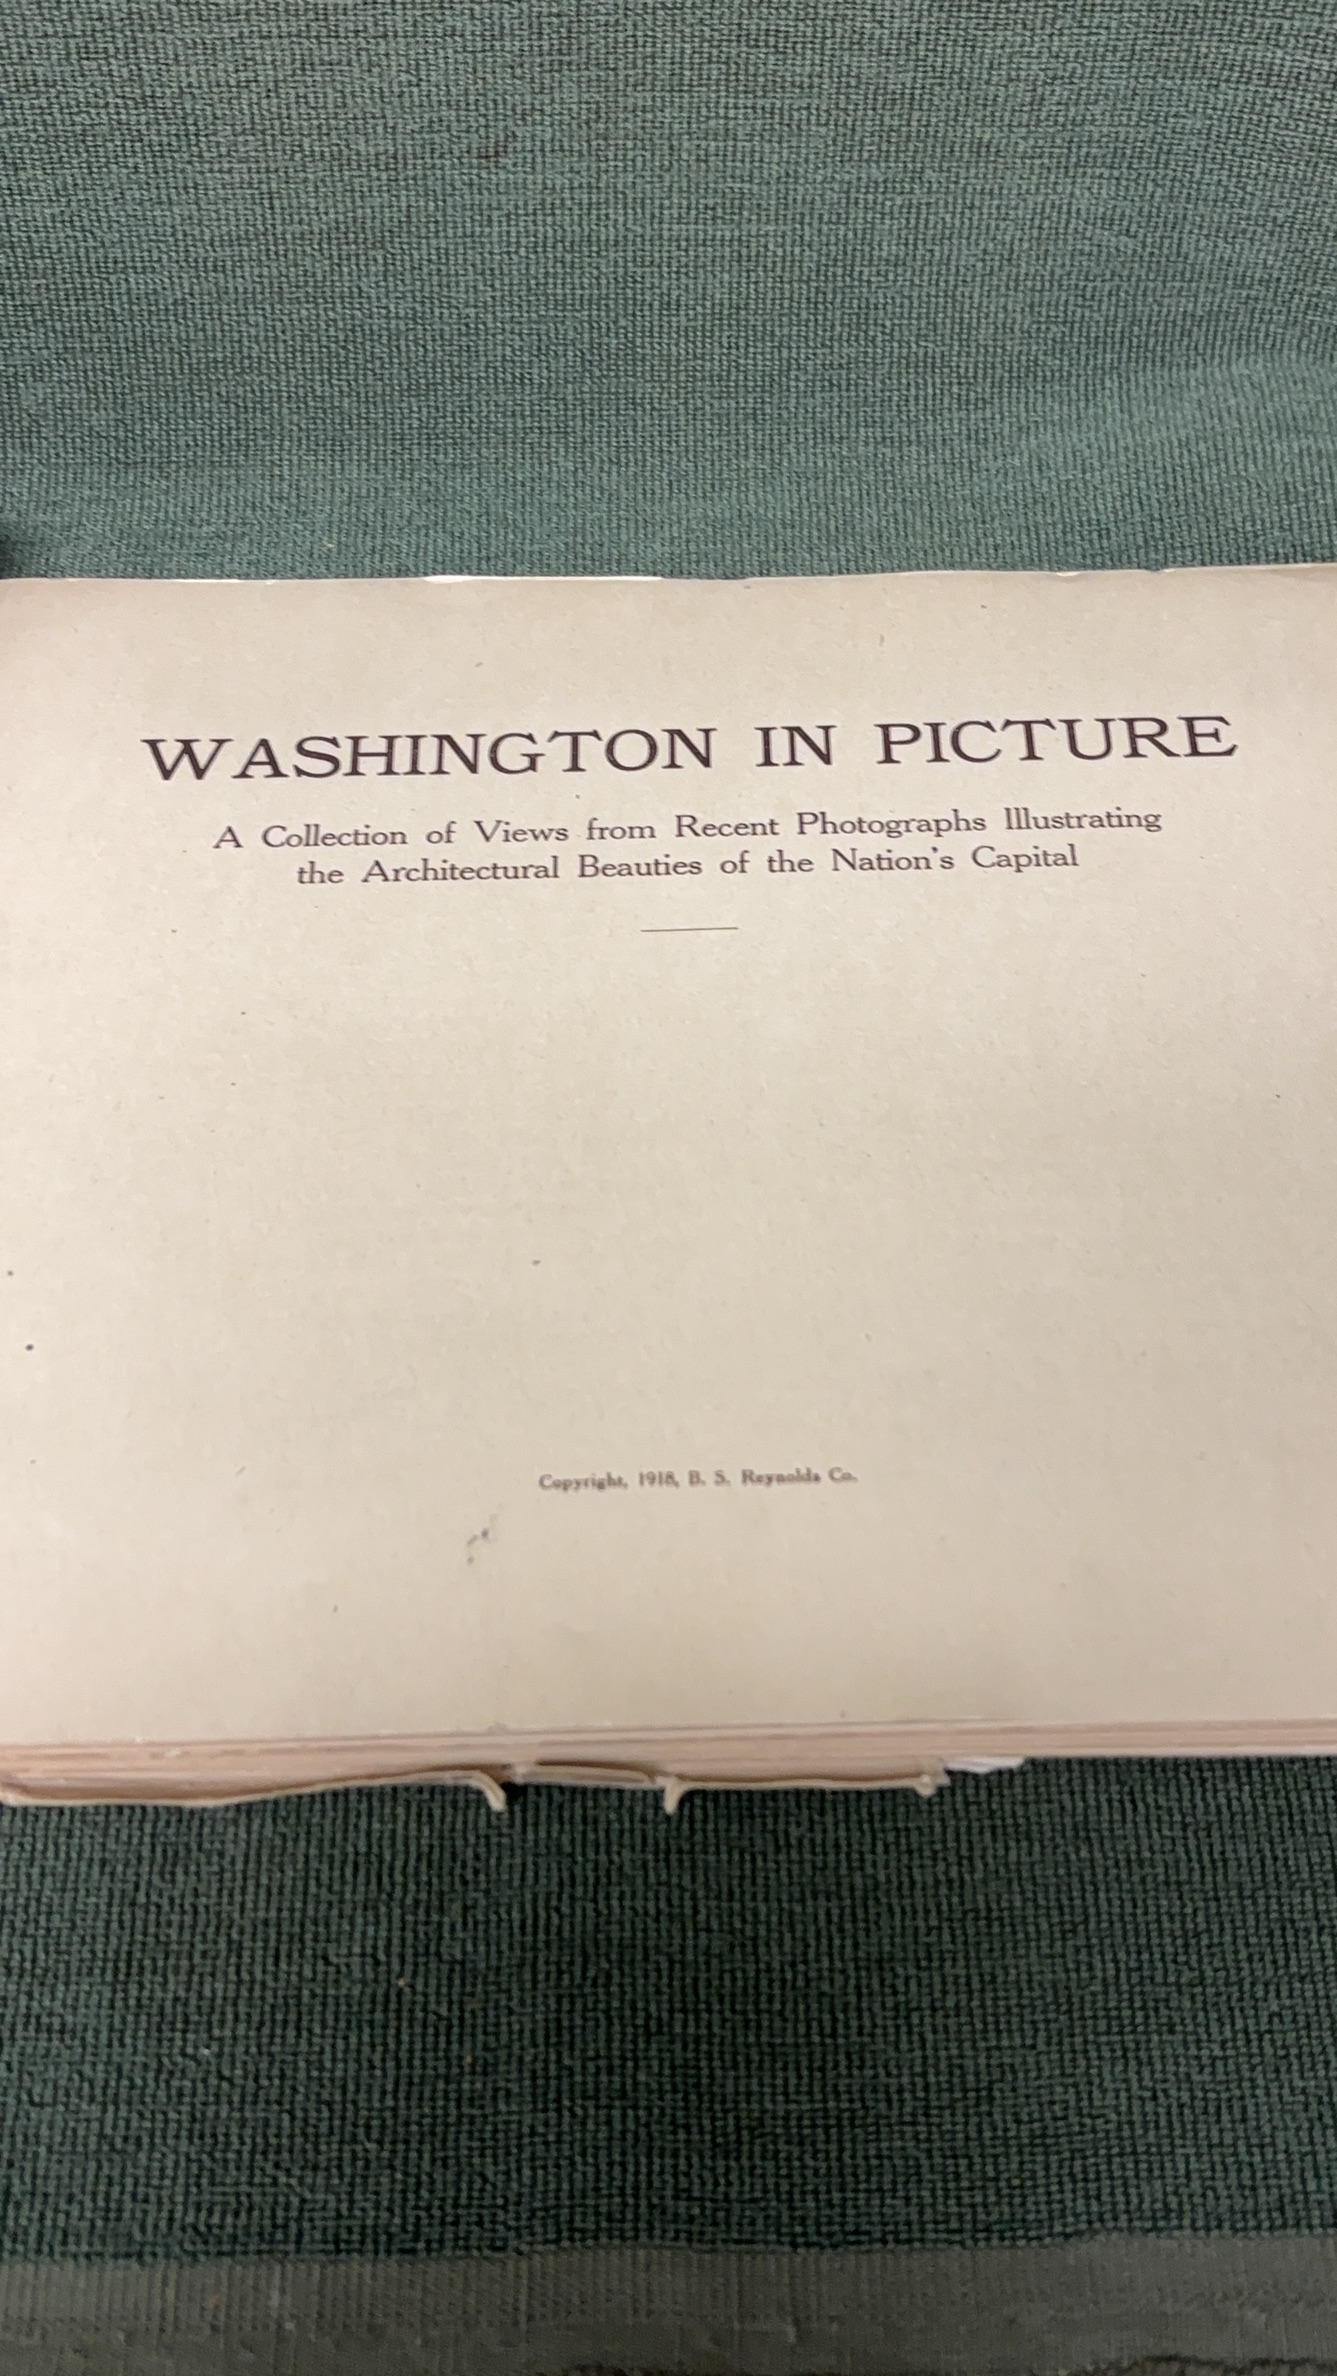 WASHINGTON IN PICTURE
A Collection of Views from Recent Photographs Illustrating
the Architectural Beauties of the Nation's Capital
Copyright, 1918, B. S. Reynolds Co.